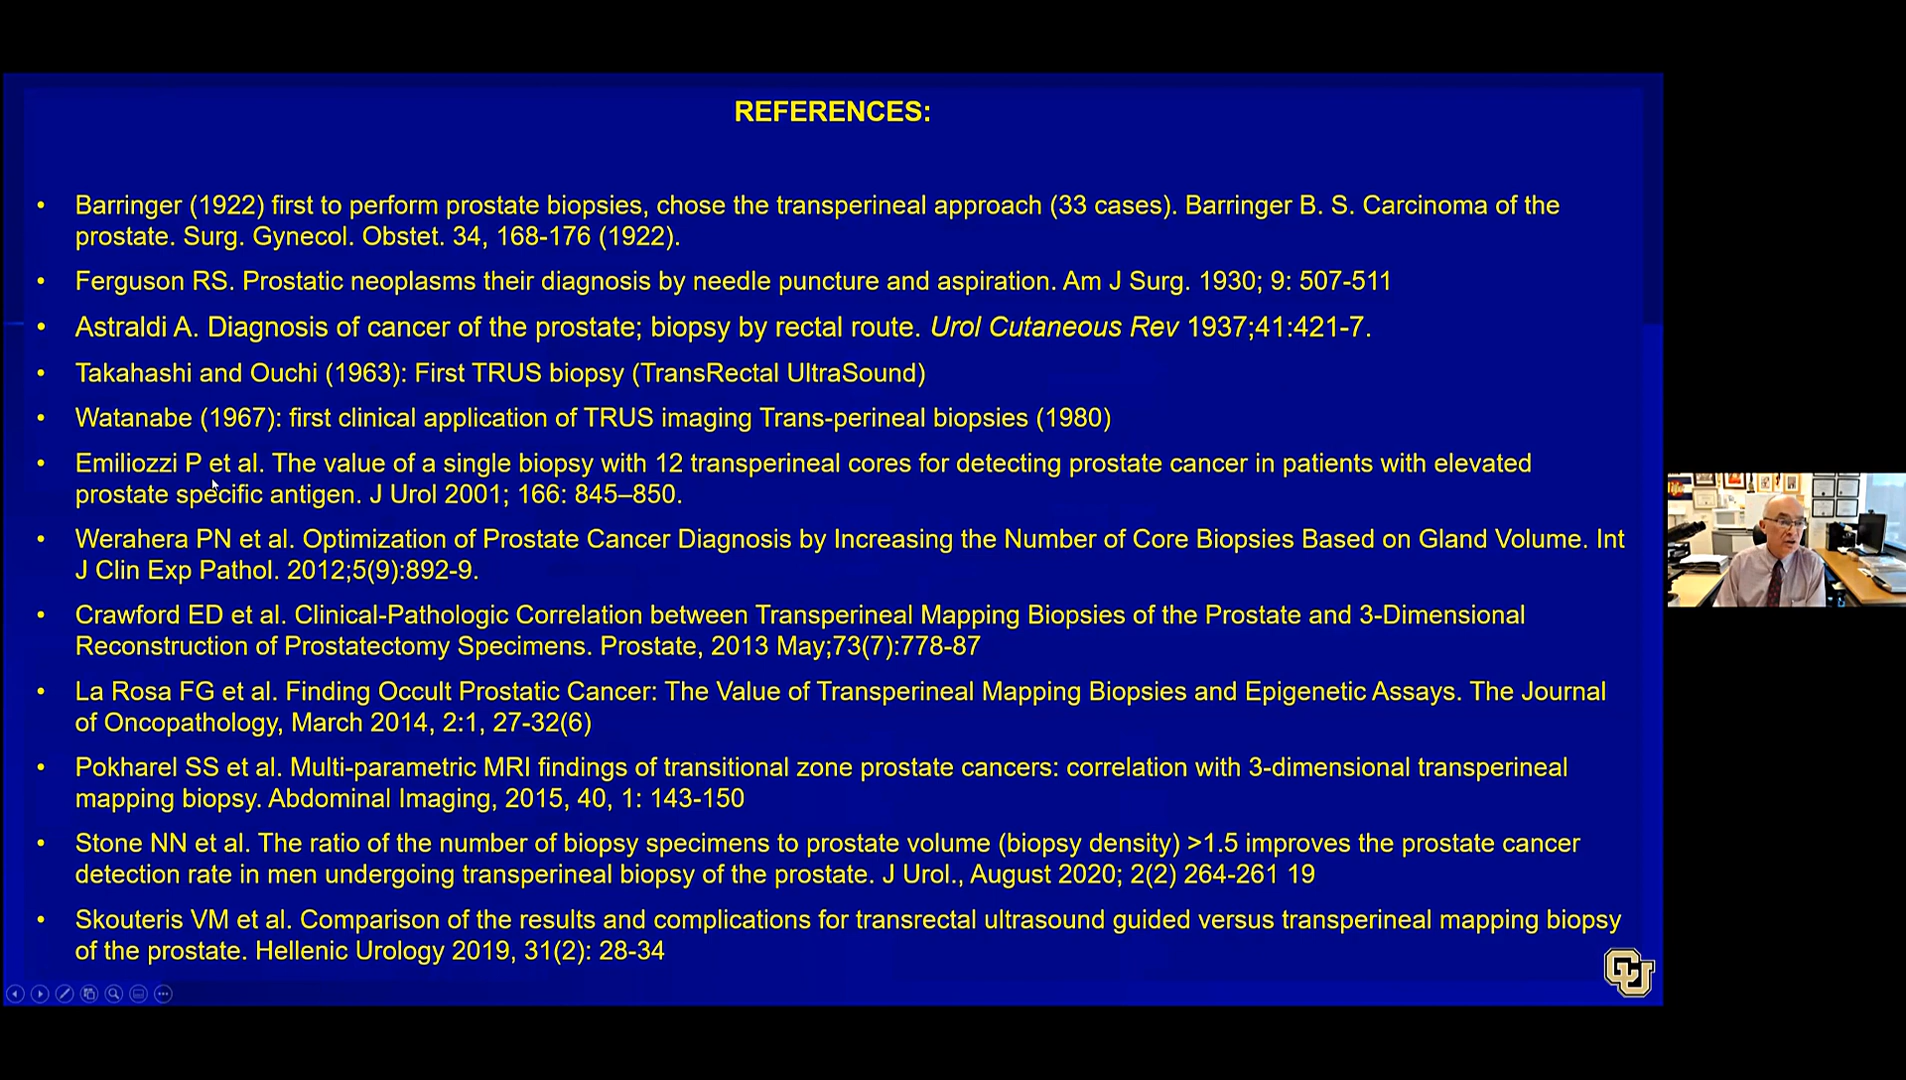 REFERENCES:
• Barringer (1922) first to perform prostate biopsies, chose the transperineal approach (33 cases). Barringer B. S. Carcinoma of the
prostate. Surg. Gynecol. Obstet. 34, 168-176 (1922).
• Ferguson RS. Prostatic neoplasms their diagnosis by needle puncture and aspiration. Am J Surg. 1930; 9: 507-511
• Astraldi A. Diagnosis of cancer of the prostate; biopsy by rectal route. Urol Cutaneous Rev 1937;41:421-7.
• Takahashi and Ouchi (1963): First TRUS biopsy (TransRectal UltraSound)
• Watanabe (1967): first clinical application of TRUS imaging Trans-perineal biopsies (1980)
• Emiliozzi P et al. The value of a single biopsy with 12 transperineal cores for detecting prostate cancer in patients with elevated
prostate specific antigen. J Urol 2001; 166: 845–850.
• Werahera PN et al. Optimization of Prostate Cancer Diagnosis by Increasing the Number of Core Biopsies Based on Gland Volume. Int
J Clin Exp Pathol. 2012;5(9):892-9.
• Crawford ED et al. Clinical-Pathologic Correlation between Transperineal Mapping Biopsies of the Prostate and 3-Dimensional
Reconstruction of Prostatectomy Specimens. Prostate, 2013 May;73(7):778-87
• La Rosa FG et al. Finding Occult Prostatic Cancer: The Value of Transperineal Mapping Biopsies and Epigenetic Assays. The Journal
of Oncopathology, March 2014, 2:1, 27-32(6)
• Pokharel SS et al. Multi-parametric MRI findings of transitional zone prostate cancers: correlation with 3-dimensional transperineal
mapping biopsy. Abdominal Imaging, 2015, 40, 1: 143-150
• Stone NN et al. The ratio of the number of biopsy specimens to prostate volume (biopsy density) >1.5 improves the prostate cancer
detection rate in men undergoing transperineal biopsy of the prostate. J Urol., August 2020; 2(2) 264-261 19
• Skouteris VM et al. Comparison of the results and complications for transrectal ultrasound guided versus transperineal mapping biopsy
of the prostate. Hellenic Urology 2019, 31(2): 28-34
CU